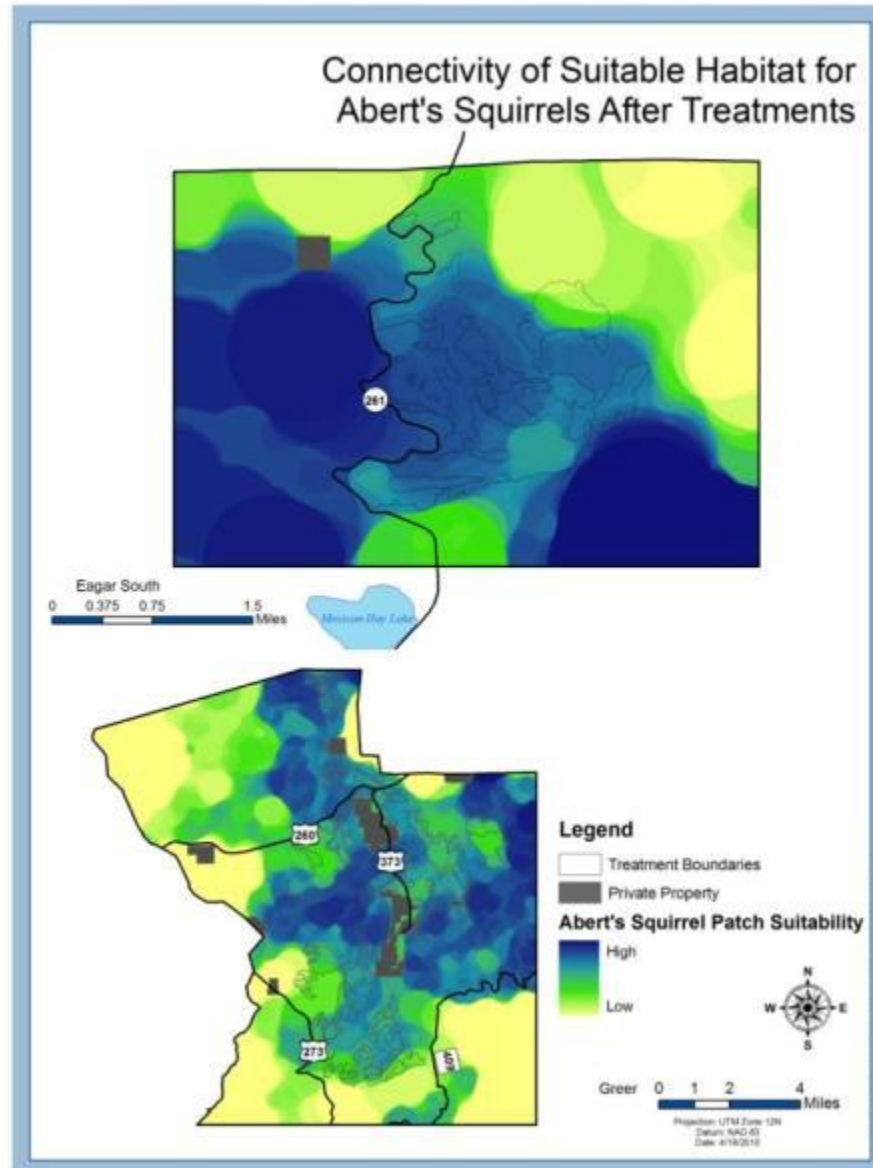 Connectivity of Suitable Habitat for
Abert's Squirrels After Treatments
261
Eagar South
0 0.375 0.75 1.5
Miles
Mexican Hay Lake
260
373
273
409
Legend
Treatment Boundaries
Private Property
Abert's Squirrel Patch Suitability
High
Low
N
W E
S
Greer 0 1 2 4
Miles
Projection: UTM Zone 12N
Datum: NAD 83